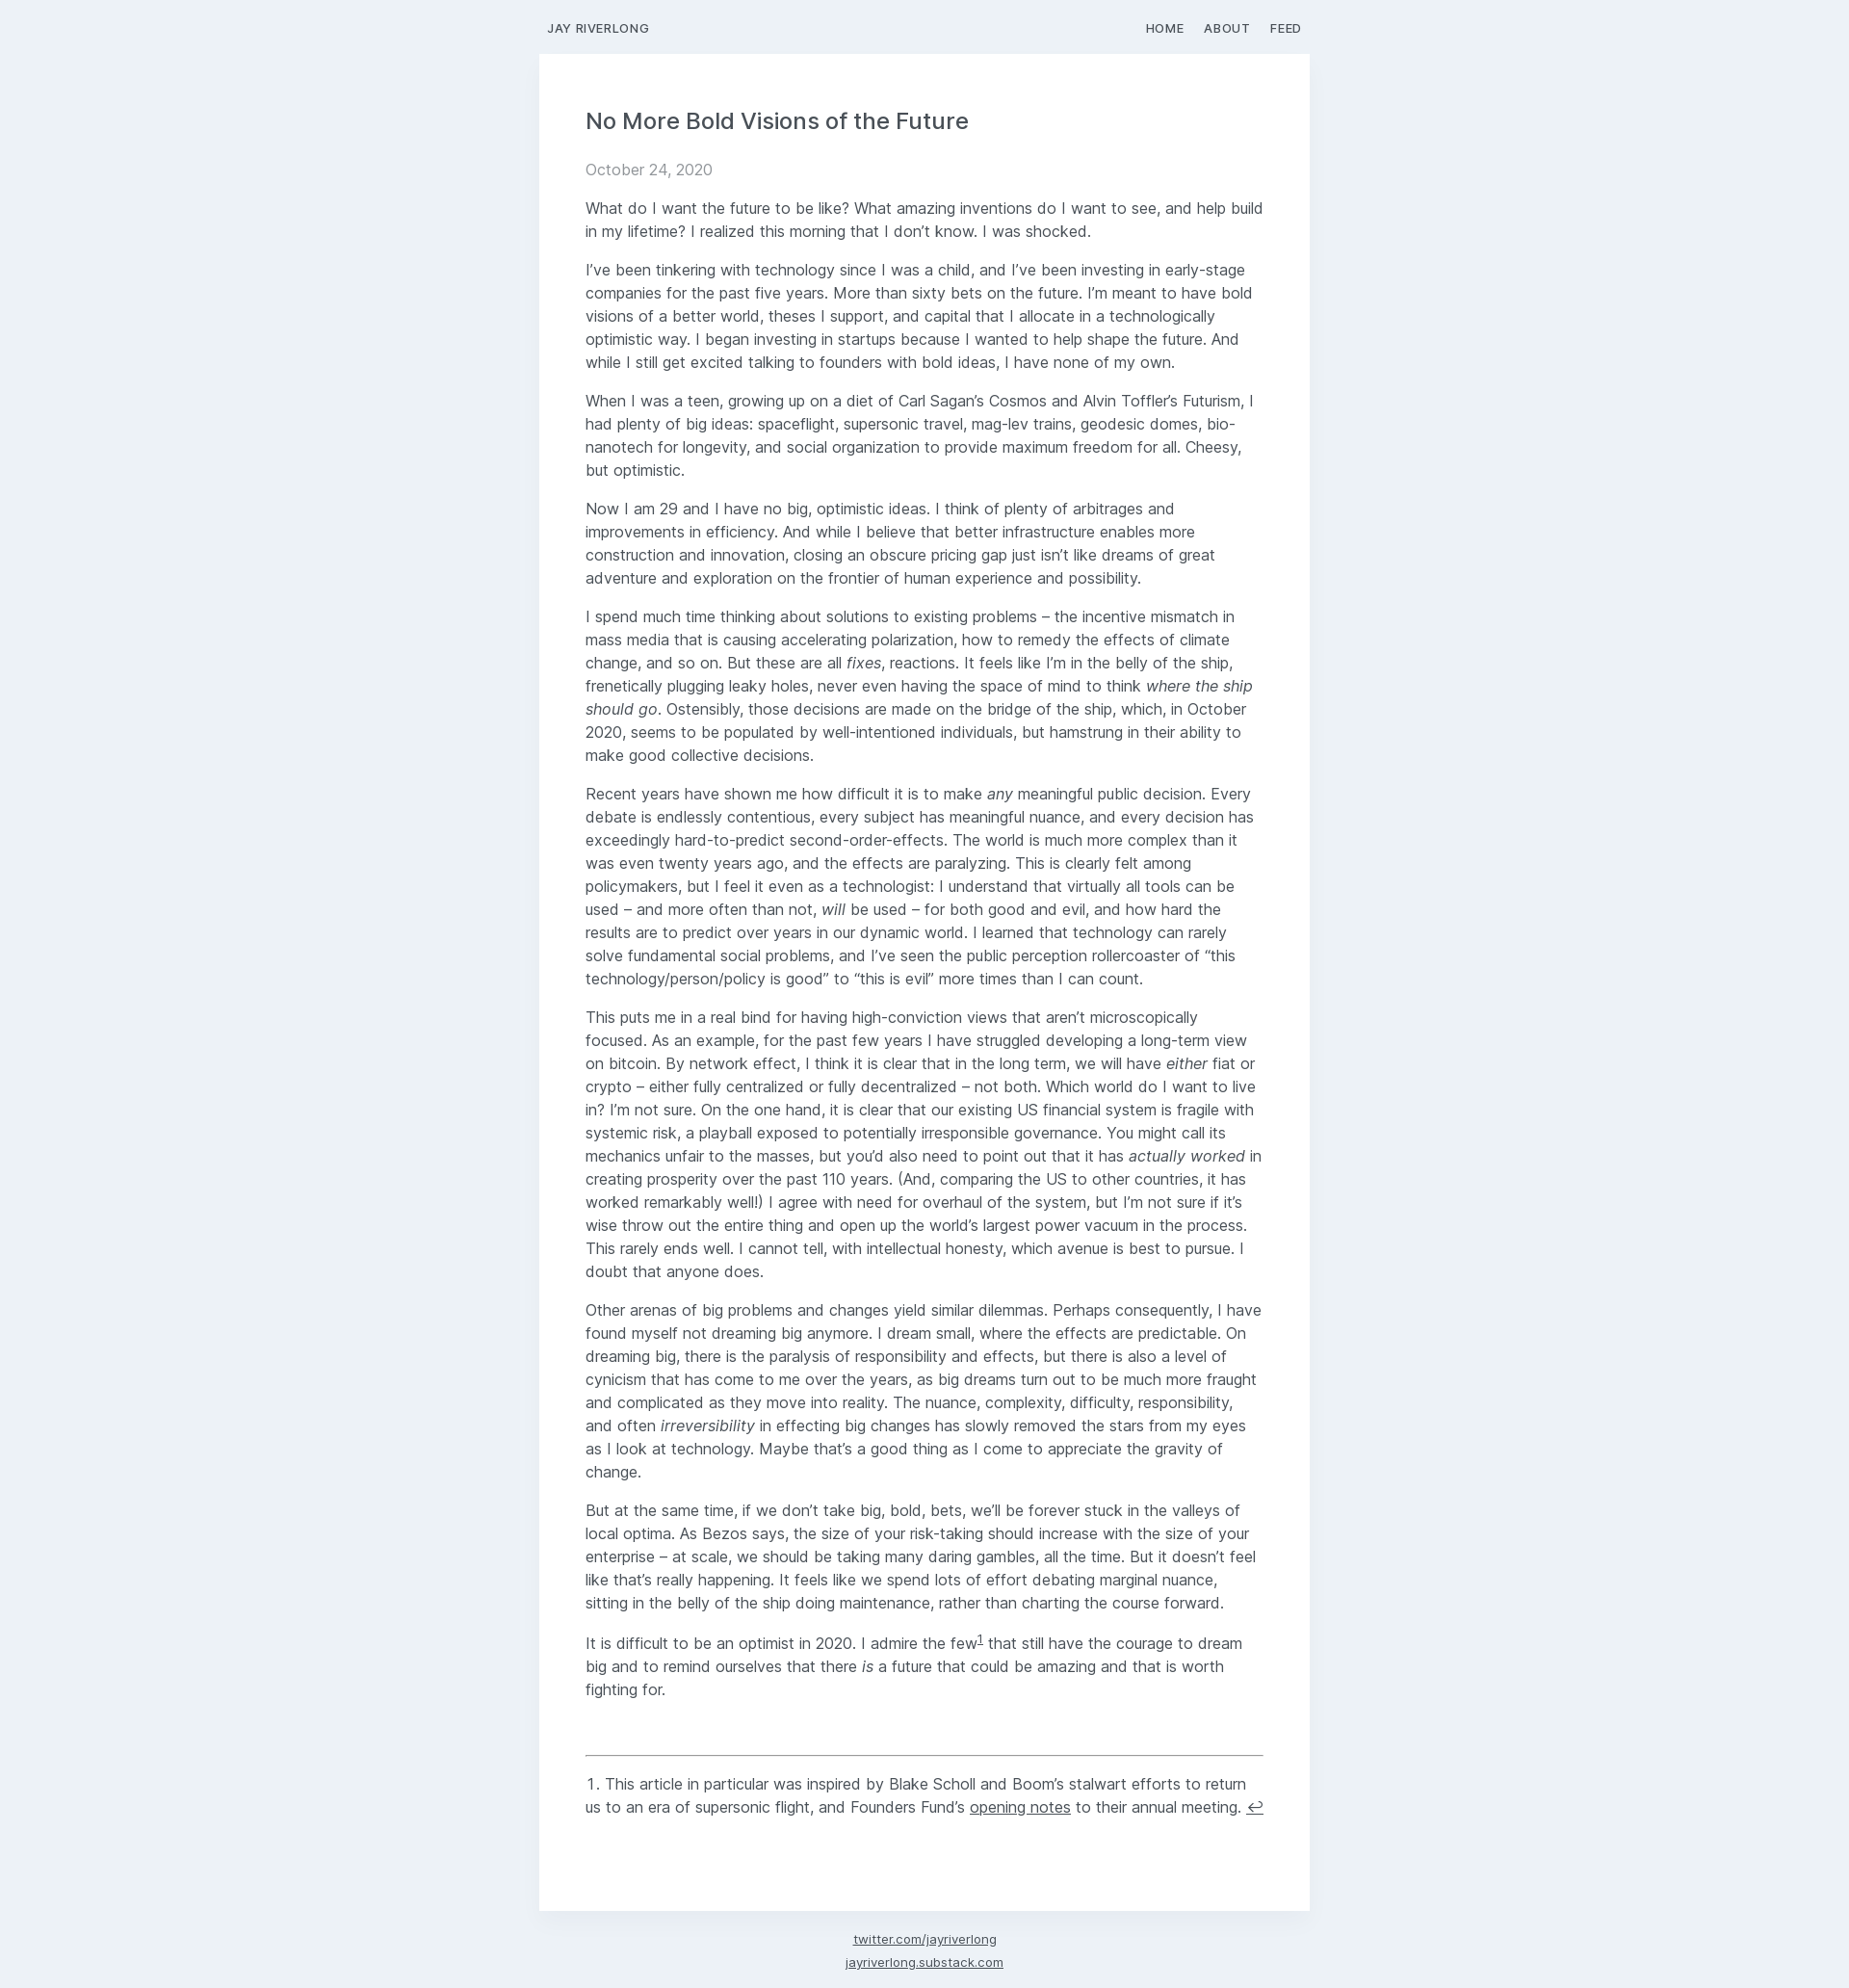 JAY RIVERLONG
HOME ABOUT FEED
No More Bold Visions of the Future
October 24, 2020
What do I want the future to be like? What amazing inventions do I want to see, and help build
in my lifetime? I realized this morning that I don’t know. I was shocked.
I’ve been tinkering with technology since I was a child, and I’ve been investing in early-stage
companies for the past five years. More than sixty bets on the future. I’m meant to have bold
visions of a better world, theses I support, and capital that I allocate in a technologically
optimistic way. I began investing in startups because I wanted to help shape the future. And
while I still get excited talking to founders with bold ideas, I have none of my own.
When I was a teen, growing up on a diet of Carl Sagan’s Cosmos and Alvin Toffler’s Futurism, I
had plenty of big ideas: spaceflight, supersonic travel, mag-lev trains, geodesic domes, bio-
nanotech for longevity, and social organization to provide maximum freedom for all. Cheesy,
but optimistic.
Now I am 29 and I have no big, optimistic ideas. I think of plenty of arbitrages and
improvements in efficiency. And while I believe that better infrastructure enables more
construction and innovation, closing an obscure pricing gap just isn’t like dreams of great
adventure and exploration on the frontier of human experience and possibility.
I spend much time thinking about solutions to existing problems – the incentive mismatch in
mass media that is causing accelerating polarization, how to remedy the effects of climate
change, and so on. But these are all fixes, reactions. It feels like I’m in the belly of the ship,
frenetically plugging leaky holes, never even having the space of mind to think where the ship
should go. Ostensibly, those decisions are made on the bridge of the ship, which, in October
2020, seems to be populated by well-intentioned individuals, but hamstrung in their ability to
make good collective decisions.
Recent years have shown me how difficult it is to make any meaningful public decision. Every
debate is endlessly contentious, every subject has meaningful nuance, and every decision has
exceedingly hard-to-predict second-order-effects. The world is much more complex than it
was even twenty years ago, and the effects are paralyzing. This is clearly felt among
policymakers, but I feel it even as a technologist: I understand that virtually all tools can be
used – and more often than not, will be used – for both good and evil, and how hard the
results are to predict over years in our dynamic world. I learned that technology can rarely
solve fundamental social problems, and I’ve seen the public perception rollercoaster of “this
technology/person/policy is good” to “this is evil” more times than I can count.
This puts me in a real bind for having high-conviction views that aren’t microscopically
focused. As an example, for the past few years I have struggled developing a long-term view
on bitcoin. By network effect, I think it is clear that in the long term, we will have either fiat or
crypto – either fully centralized or fully decentralized – not both. Which world do I want to live
in? I’m not sure. On the one hand, it is clear that our existing US financial system is fragile with
systemic risk, a playball exposed to potentially irresponsible governance. You might call its
mechanics unfair to the masses, but you’d also need to point out that it has actually worked in
creating prosperity over the past 110 years. (And, comparing the US to other countries, it has
worked remarkably well!) I agree with need for overhaul of the system, but I’m not sure if it’s
wise throw out the entire thing and open up the world’s largest power vacuum in the process.
This rarely ends well. I cannot tell, with intellectual honesty, which avenue is best to pursue. I
doubt that anyone does.
Other arenas of big problems and changes yield similar dilemmas. Perhaps consequently, I have
found myself not dreaming big anymore. I dream small, where the effects are predictable. On
dreaming big, there is the paralysis of responsibility and effects, but there is also a level of
cynicism that has come to me over the years, as big dreams turn out to be much more fraught
and complicated as they move into reality. The nuance, complexity, difficulty, responsibility,
and often irreversibility in effecting big changes has slowly removed the stars from my eyes
as I look at technology. Maybe that’s a good thing as I come to appreciate the gravity of
change.
But at the same time, if we don’t take big, bold, bets, we’ll be forever stuck in the valleys of
local optima. As Bezos says, the size of your risk-taking should increase with the size of your
enterprise – at scale, we should be taking many daring gambles, all the time. But it doesn’t feel
like that’s really happening. It feels like we spend lots of effort debating marginal nuance,
sitting in the belly of the ship doing maintenance, rather than charting the course forward.
It is difficult to be an optimist in 2020. I admire the few1 that still have the courage to dream
big and to remind ourselves that there is a future that could be amazing and that is worth
fighting for.
1. This article in particular was inspired by Blake Scholl and Boom’s stalwart efforts to return
us to an era of supersonic flight, and Founders Fund’s opening notes to their annual meeting. ↩
twitter.com/jayriverlong
jayriverlong.substack.com